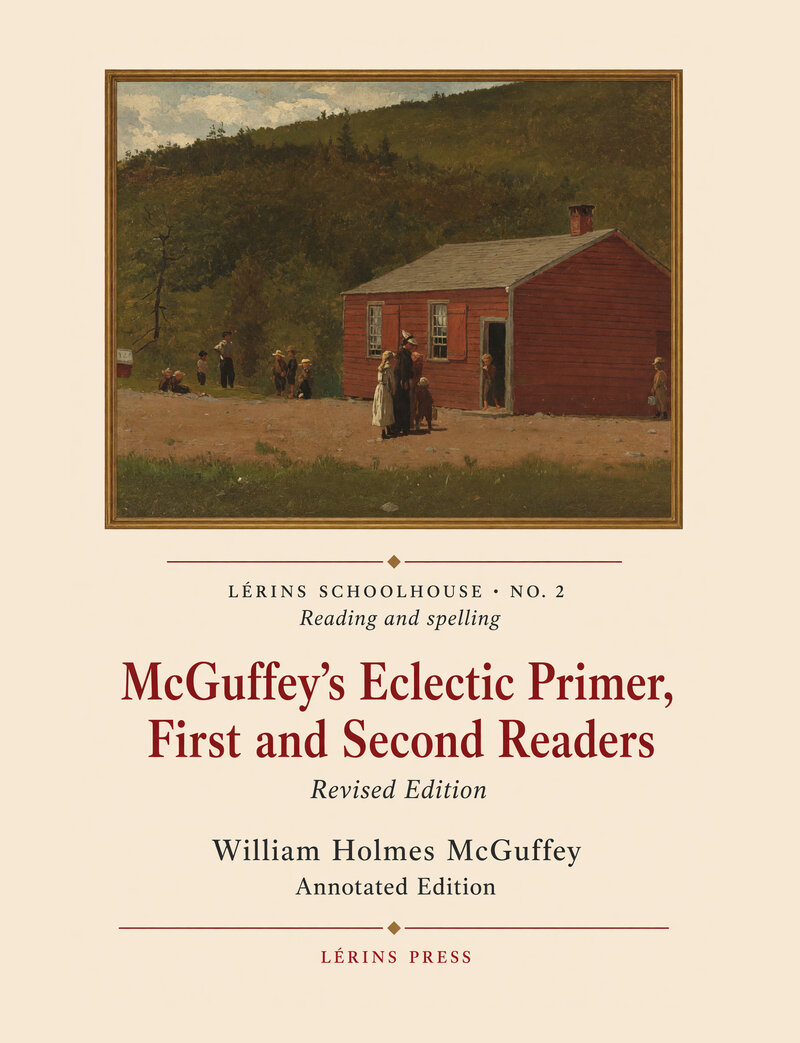 LÉRINS SCHOOLHOUSE • NO. 2
Reading and spelling
McGuffey’s Eclectic Primer,
First and Second Readers
Revised Edition
William Holmes McGuffey
Annotated Edition
LÉRINS PRESS